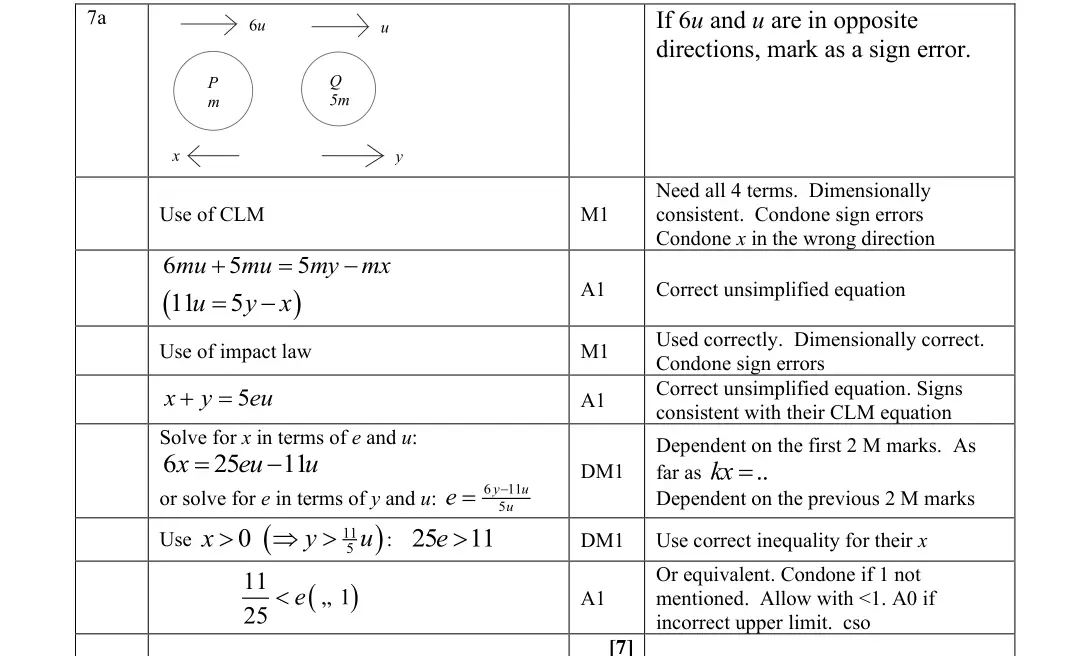 7a
6u
u
P
m
Q
5m
x
y
If 6u and u are in opposite
directions, mark as a sign error.
Use of CLM
M1
Need all 4 terms. Dimensionally
consistent. Condone sign errors
Condone x in the wrong direction
6mu + 5mu = 5my − mx
(11u = 5y − x)
A1
Correct unsimplified equation
Use of impact law
M1
Used correctly. Dimensionally correct.
Condone sign errors
x + y = 5eu
A1
Correct unsimplified equation. Signs
consistent with their CLM equation
Solve for x in terms of e and u:
6x = 25eu − 11u
or solve for e in terms of y and u: e = (6y−11u)/(5u)
DM1
Dependent on the first 2 M marks. As
far as kx = ..
Dependent on the previous 2 M marks
Use x > 0 (⇒ y > 11/5 u): 25e > 11
DM1
Use correct inequality for their x
11/25 < e( ,, 1)
A1
Or equivalent. Condone if 1 not
mentioned. Allow with <1. A0 if
incorrect upper limit. cso
[7]